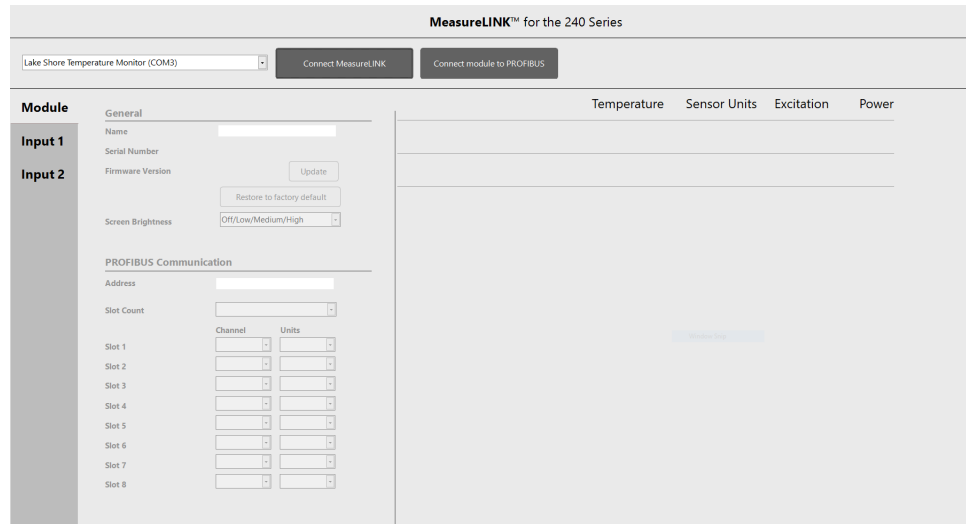 MeasureLINK™ for the 240 Series
Lake Shore Temperature Monitor (COM3)
Connect MeasureLINK
Connect module to PROFIBUS
Module
Input 1
Input 2
General
Name
Serial Number
Firmware Version
Update
Restore to factory default
Screen Brightness
Off/Low/Medium/High
PROFIBUS Communication
Address
Slot Count
Channel Units
Slot 1
Slot 2
Slot 3
Slot 4
Slot 5
Slot 6
Slot 7
Slot 8
Temperature Sensor Units Excitation Power